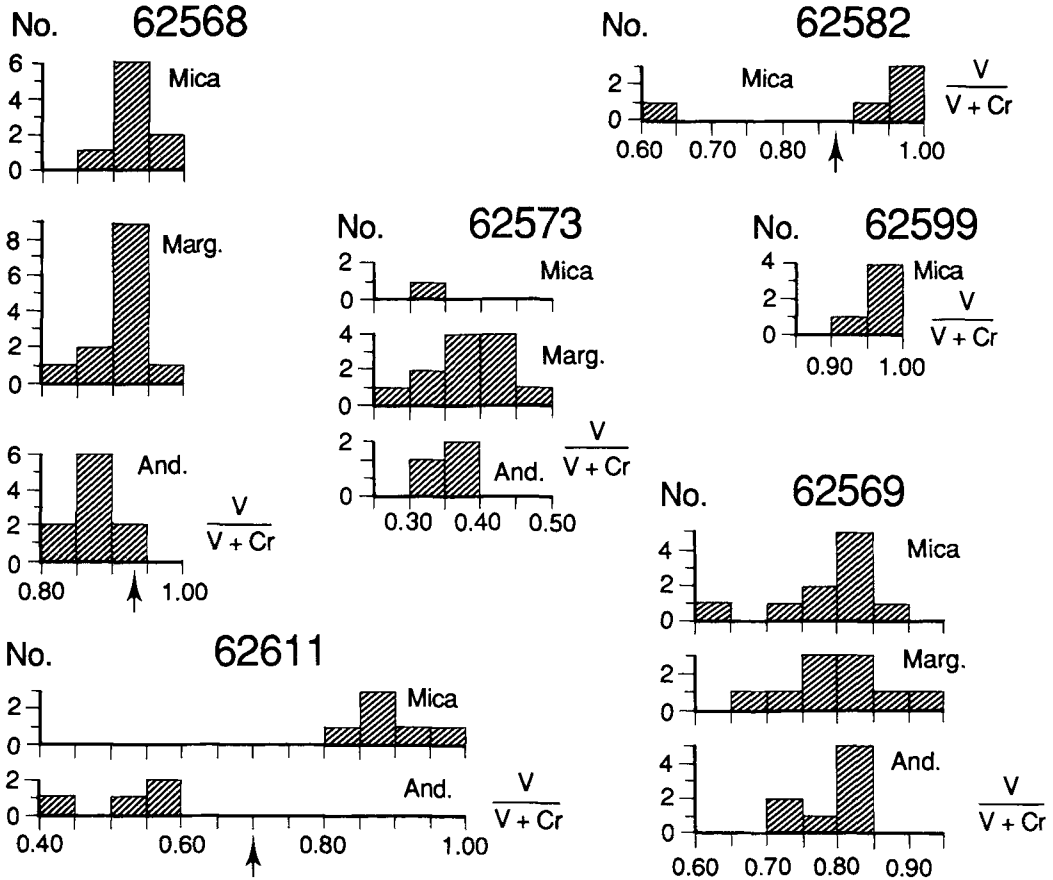 No. 62568
6
4
2
0
Mica
8
6
4
2
0
Marg.
6
4
2
0
And.
V
V + Cr
0.80 1.00
No. 62582
2
0
Mica
V
V + Cr
0.60 0.70 0.80 1.00
No. 62573
2
0
Mica
4
2
0
Marg.
2
0
And.
V
V + Cr
0.30 0.40 0.50
No. 62599
4
2
0
Mica
V
V + Cr
0.90 1.00
No. 62611
2
0
Mica
2
0
And.
V
V + Cr
0.40 0.60 0.80 1.00
No. 62569
4
2
0
Mica
2
0
Marg.
4
2
0
And.
V
V + Cr
0.60 0.70 0.80 0.90